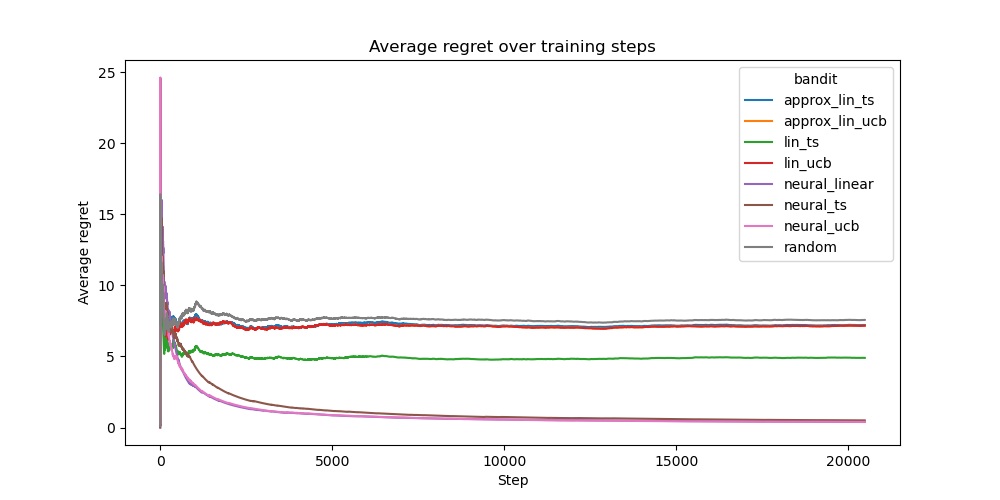 Average regret over training steps
25
20
15
10
5
0
Average regret
0
5000
10000
15000
20000
Step
bandit
approx_lin_ts
approx_lin_ucb
lin_ts
lin_ucb
neural_linear
neural_ts
neural_ucb
random